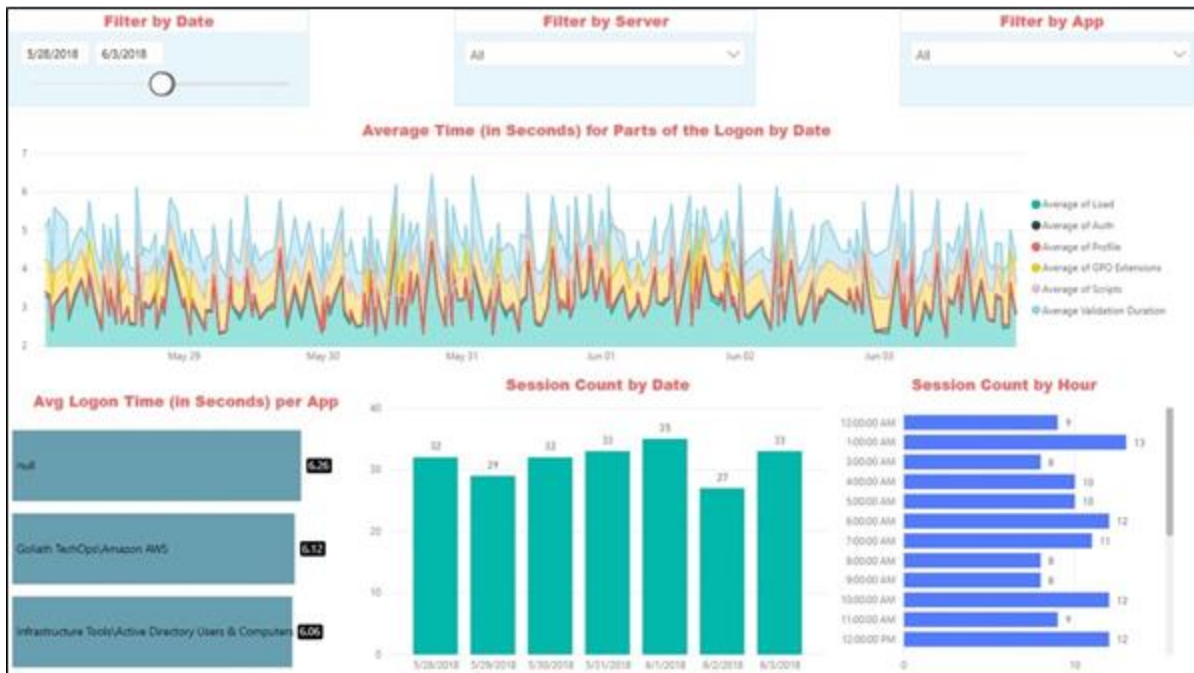 Filter by Date
Filter by Server
Filter by App
5/28/2018 6/3/2018
All
All
Average Time (in Seconds) for Parts of the Logon by Date
7
6
5
4
3
2
May 29 May 30 May 31 Jun 01 Jun 02 Jun 03
Average of Load
Average of Auth
Average of Profile
Average of GPO Extensions
Average of Scripts
Average Validation Duration
Avg Logon Time (in Seconds) per App
null 6.26
Goliath TechOps\Amazon AWS 6.12
Infrastructure Tools\Active Directory Users & Computers 6.06
Session Count by Date
40
30
20
10
0
32 29 32 33 35 27 33
5/28/2018 5/29/2018 5/30/2018 5/31/2018 6/1/2018 6/2/2018 6/3/2018
Session Count by Hour
12:00:00 AM 9
1:00:00 AM 13
3:00:00 AM 8
4:00:00 AM 10
5:00:00 AM 10
6:00:00 AM 12
7:00:00 AM 11
8:00:00 AM 8
9:00:00 AM 8
10:00:00 AM 12
11:00:00 AM 9
12:00:00 PM 12
0 10